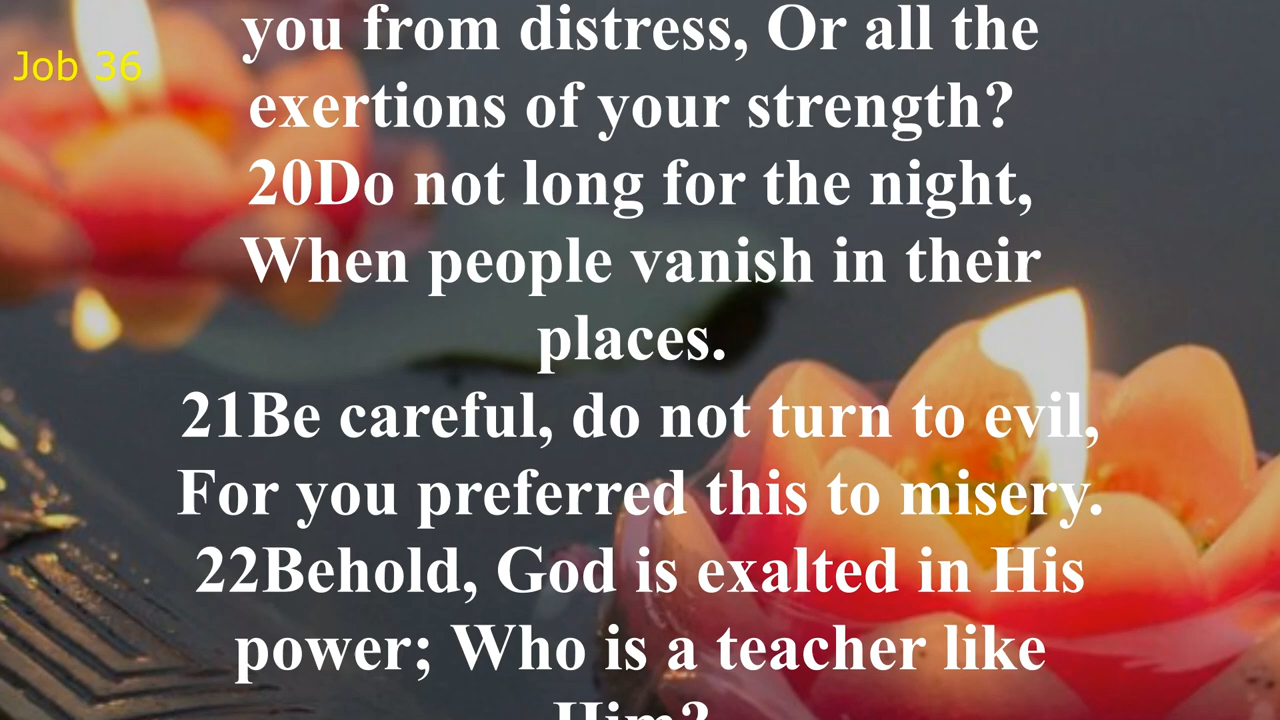 Job 36
you from distress, Or all the
exertions of your strength?
20Do not long for the night,
When people vanish in their
places.
21Be careful, do not turn to evil,
For you preferred this to misery.
22Behold, God is exalted in His
power; Who is a teacher like
Him?